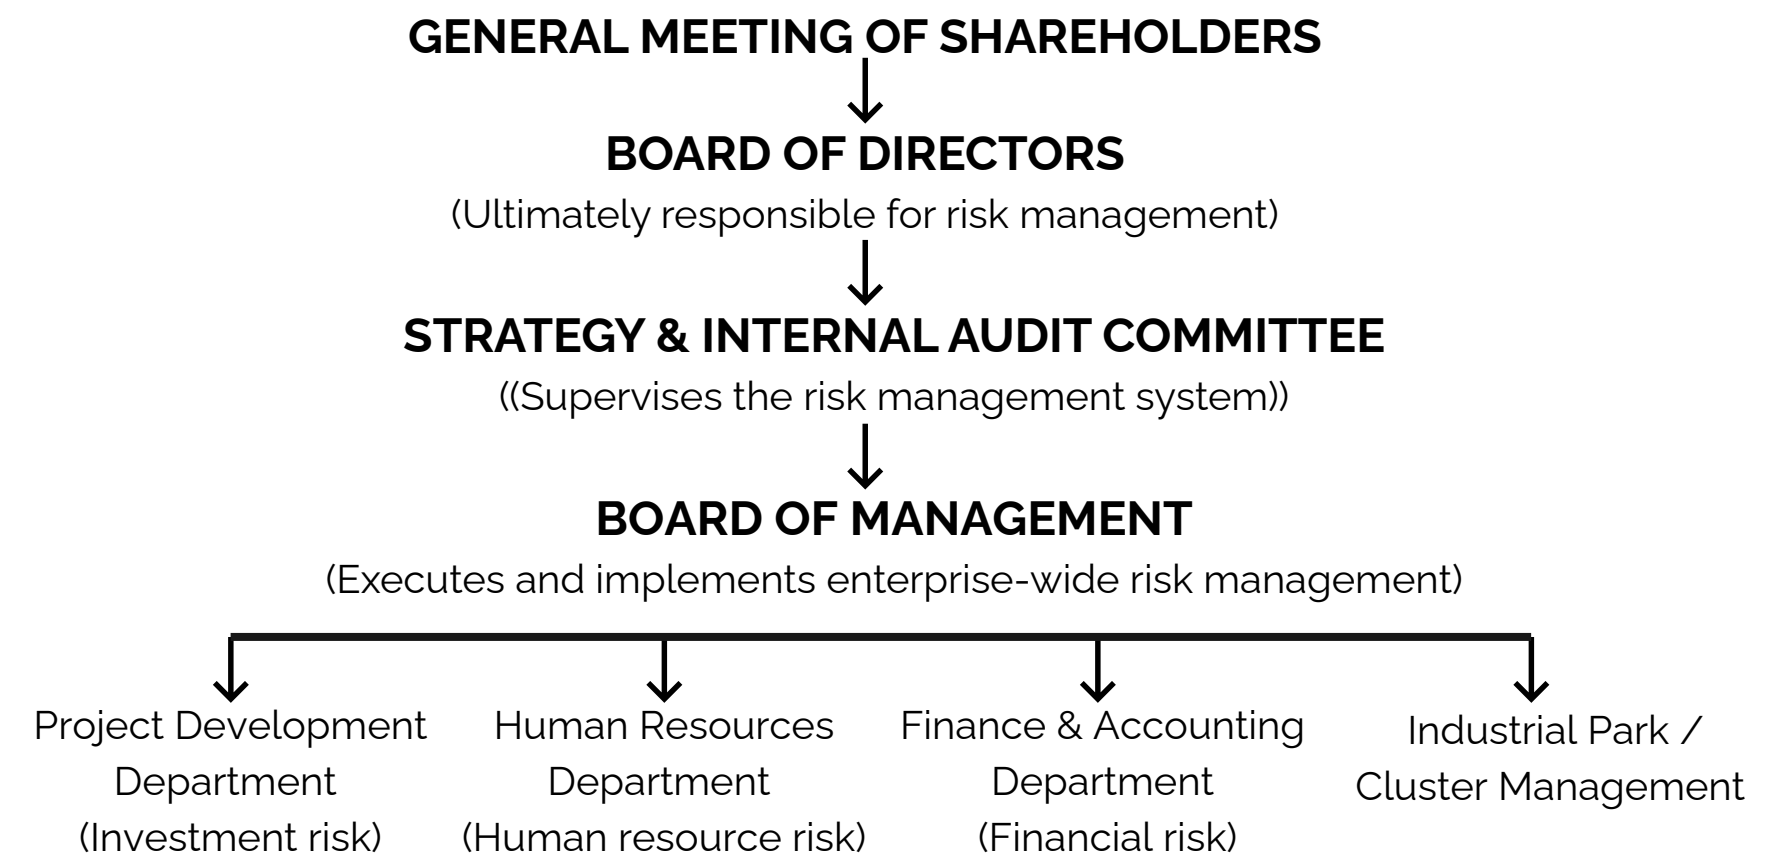 GENERAL MEETING OF SHAREHOLDERS
BOARD OF DIRECTORS
(Ultimately responsible for risk management)
STRATEGY & INTERNAL AUDIT COMMITTEE
((Supervises the risk management system))
BOARD OF MANAGEMENT
(Executes and implements enterprise-wide risk management)
Project Development
Department
(Investment risk)
Human Resources
Department
(Human resource risk)
Finance & Accounting
Department
(Financial risk)
Industrial Park /
Cluster Management